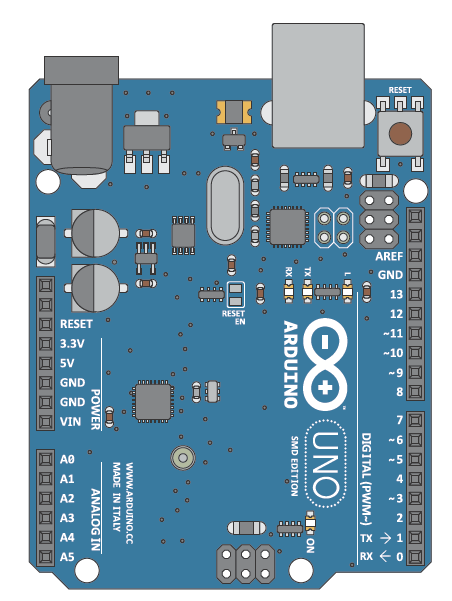 RESET
AREF
GND
13
12
~11
~10
~9
8
7
~6
~5
~4
~3
2
TX → 1
RX ← 0
DIGITAL (PWM~)
RX
TX
L
RESET
EN
ARDUINO
™
UNO
SMD EDITION
ON
RESET
3.3V
5V
GND
GND
VIN
POWER
A0
A1
A2
A3
A4
A5
ANALOG IN
WWW.ARDUINO.CC
MADE IN ITALY